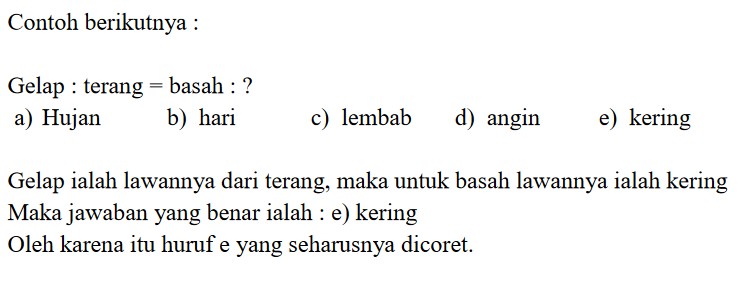 Contoh berikutnya :
Gelap : terang = basah : ?
a) Hujan b) hari c) lembab d) angin e) kering
Gelap ialah lawannya dari terang, maka untuk basah lawannya ialah kering
Maka jawaban yang benar ialah : e) kering
Oleh karena itu huruf e yang seharusnya dicoret.